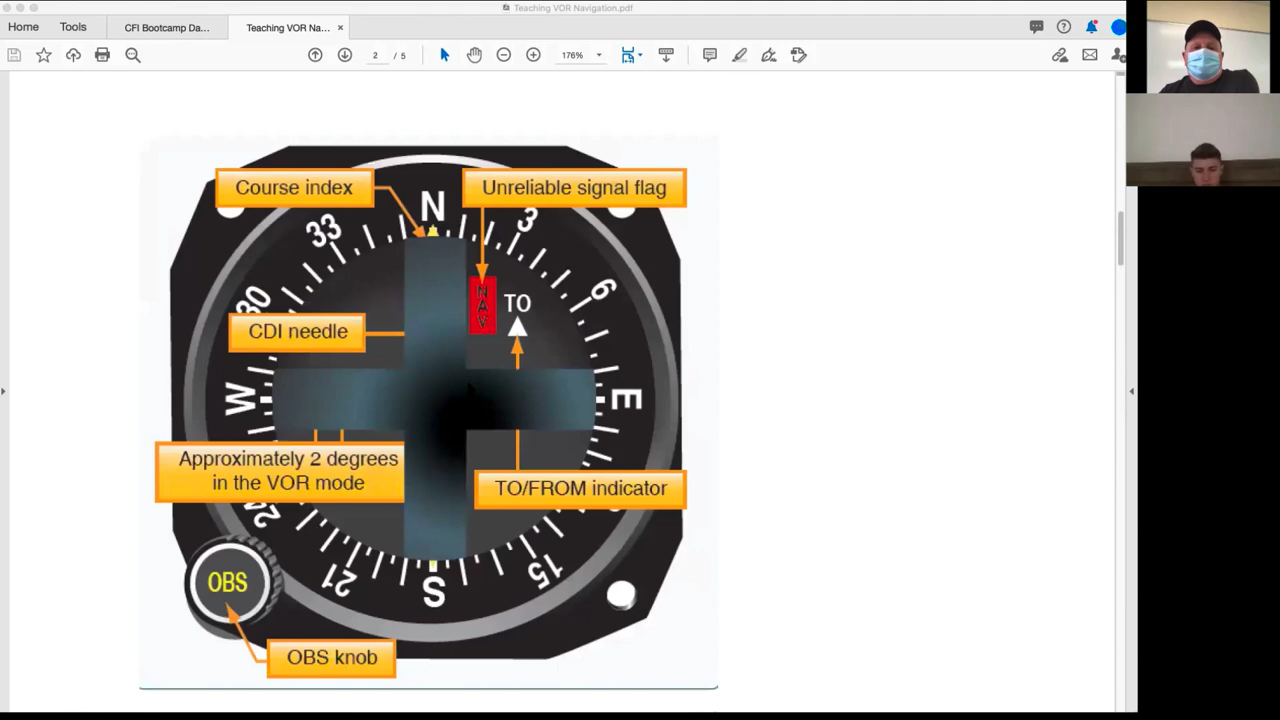 Teaching VOR Navigation.pdf
Home
Tools
CFI Bootcamp Da...
Teaching VOR Na...
×
2 / 5
176%
Course index
Unreliable signal flag
N
33
3
30
6
NAV
TO
CDI needle
W
E
Approximately 2 degrees
in the VOR mode
TO/FROM indicator
24
21
S
15
OBS
OBS knob